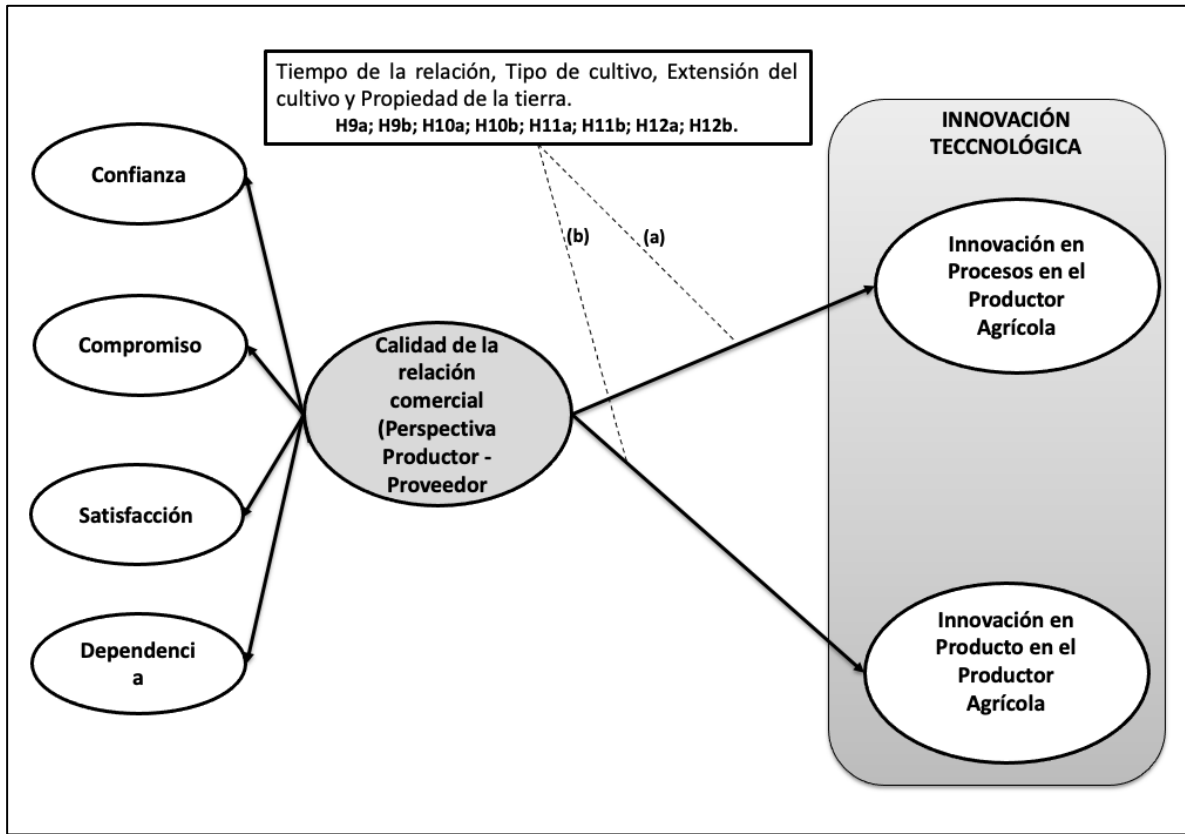 Tiempo de la relación, Tipo de cultivo, Extensión del
cultivo y Propiedad de la tierra.
H9a; H9b; H10a; H10b; H11a; H11b; H12a; H12b.
INNOVACIÓN
TECCNOLÓGICA
Confianza
Compromiso
Satisfacción
Dependenci
a
Calidad de la
relación
comercial
(Perspectiva
Productor -
Proveedor
(b)
(a)
Innovación en
Procesos en el
Productor
Agrícola
Innovación en
Producto en el
Productor
Agrícola